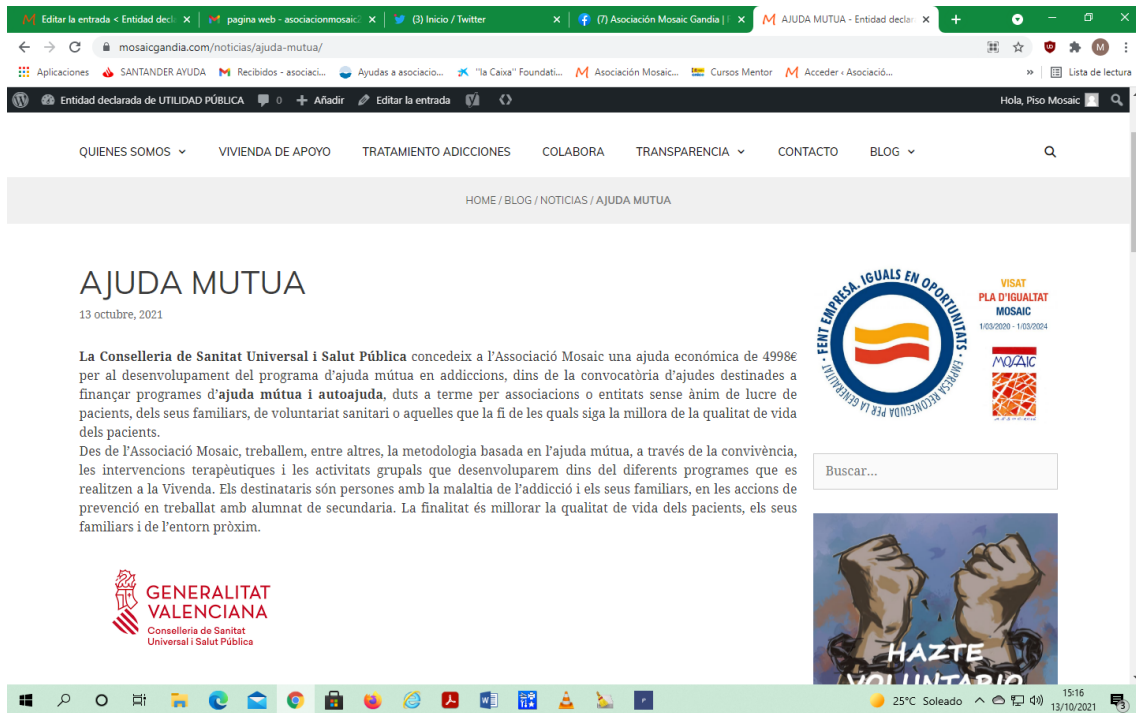 Editar la entrada < Entidad decl
pagina web - asociacionmosaic2
(3) Inicio / Twitter
(7) Asociación Mosaic Gandia | F
AJUDA MUTUA - Entidad declar
mosaicgandia.com/noticias/ajuda-mutua/
Aplicaciones
SANTANDER AYUDA
Recibidos - asociaci...
Ayudas a asociacio...
"la Caixa" Foundati...
Asociación Mosaic...
Cursos Mentor
Acceder ‹ Asociació...
»
Lista de lectura
Entidad declarada de UTILIDAD PÚBLICA
0
+ Añadir
Editar la entrada
Hola, Piso Mosaic
QUIENES SOMOS
VIVIENDA DE APOYO
TRATAMIENTO ADICCIONES
COLABORA
TRANSPARENCIA
CONTACTO
BLOG
HOME / BLOG / NOTICIAS / AJUDA MUTUA
AJUDA MUTUA
13 octubre, 2021
La Conselleria de Sanitat Universal i Salut Pública concedeix a l'Associació Mosaic una ajuda económica de 4998€
per al desenvolupament del programa d'ajuda mútua en addiccions, dins de la convocatòria d'ajudes destinades a
finançar programes d'ajuda mútua i autoajuda, duts a terme per associacions o entitats sense ànim de lucre de
pacients, dels seus familiars, de voluntariat sanitari o aquelles que la fi de les quals siga la millora de la qualitat de vida
dels pacients.
Des de l'Associació Mosaic, treballem, entre altres, la metodologia basada en l'ajuda mútua, a través de la convivència,
les intervencions terapèutiques i les activitats grupals que desenvoluparem dins del diferents programes que es
realitzen a la Vivenda. Els destinataris són persones amb la malaltia de l'addicció i els seus familiars, en les accions de
prevenció en treballat amb alumnat de secundaria. La finalitat és millorar la qualitat de vida dels pacients, els seus
familiars i de l'entorn pròxim.
GENERALITAT
VALENCIANA
Conselleria de Sanitat
Universal i Salut Pública
FENT EMPRESA. IGUALS EN OPORTUNITATS
EMPRESA RECONEGUDA PER LA GENERALITAT
VISAT
PLA D'IGUALTAT
MOSAIC
1/03/2020 - 1/03/2024
MOSAIC
Buscar...
HAZTE
VOLUNTARIO
25°C Soleado
15:16
13/10/2021
3